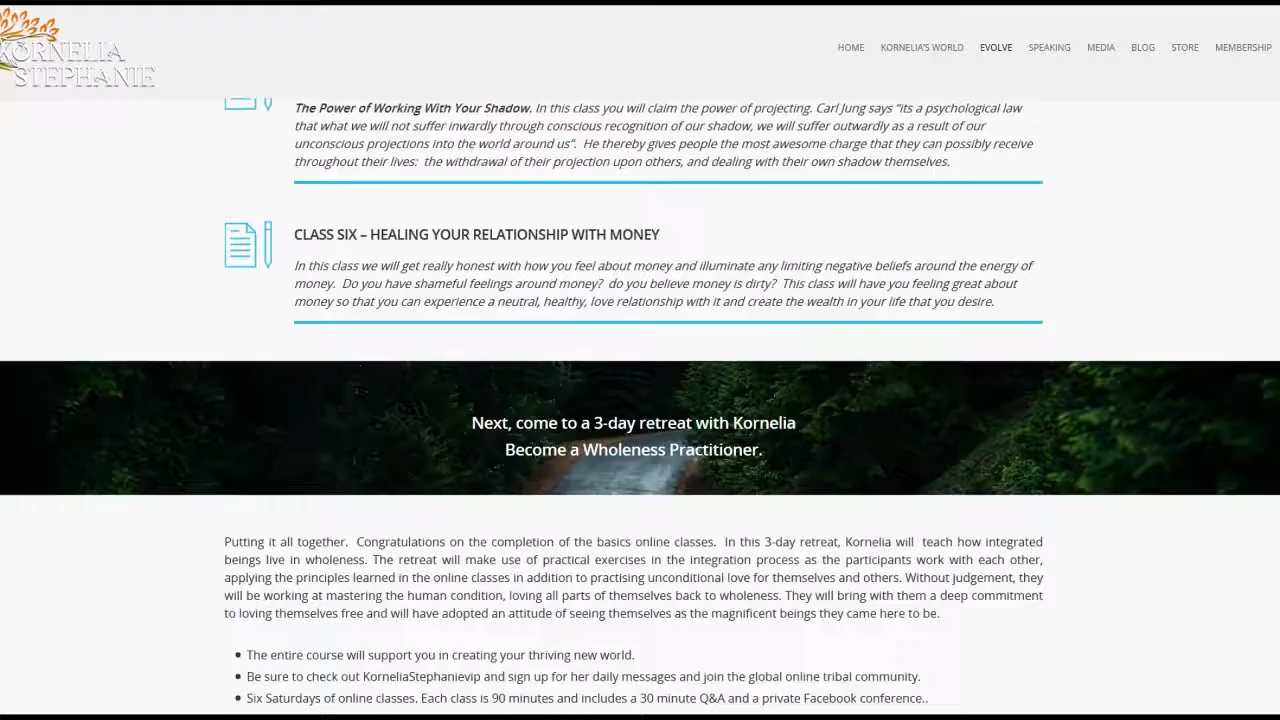 KORNELIA
STEPHANIE
HOME KORNELIA'S WORLD EVOLVE SPEAKING MEDIA BLOG STORE MEMBERSHIP
The Power of Working With Your Shadow. In this class you will claim the power of projecting. Carl Jung says "its a psychological law
that what we will not suffer inwardly through conscious recognition of our shadow, we will suffer outwardly as a result of our
unconscious projections into the world around us". He thereby gives people the most awesome charge that they can possibly receive
throughout their lives: the withdrawal of their projection upon others, and dealing with their own shadow themselves.
CLASS SIX – HEALING YOUR RELATIONSHIP WITH MONEY
In this class we will get really honest with how you feel about money and illuminate any limiting negative beliefs around the energy of
money. Do you have shameful feelings around money? do you believe money is dirty? This class will have you feeling great about
money so that you can experience a neutral, healthy, love relationship with it and create the wealth in your life that you desire.
Next, come to a 3-day retreat with Kornelia
Become a Wholeness Practitioner.
Putting it all together. Congratulations on the completion of the basics online classes. In this 3-day retreat, Kornelia will teach how integrated
beings live in wholeness. The retreat will make use of practical exercises in the integration process as the participants work with each other,
applying the principles learned in the online classes in addition to practising unconditional love for themselves and others. Without judgement, they
will be working at mastering the human condition, loving all parts of themselves back to wholeness. They will bring with them a deep commitment
to loving themselves free and will have adopted an attitude of seeing themselves as the magnificent beings they came here to be.
• The entire course will support you in creating your thriving new world.
• Be sure to check out KorneliaStephanievip and sign up for her daily messages and join the global online tribal community.
• Six Saturdays of online classes. Each class is 90 minutes and includes a 30 minute Q&A and a private Facebook conference..